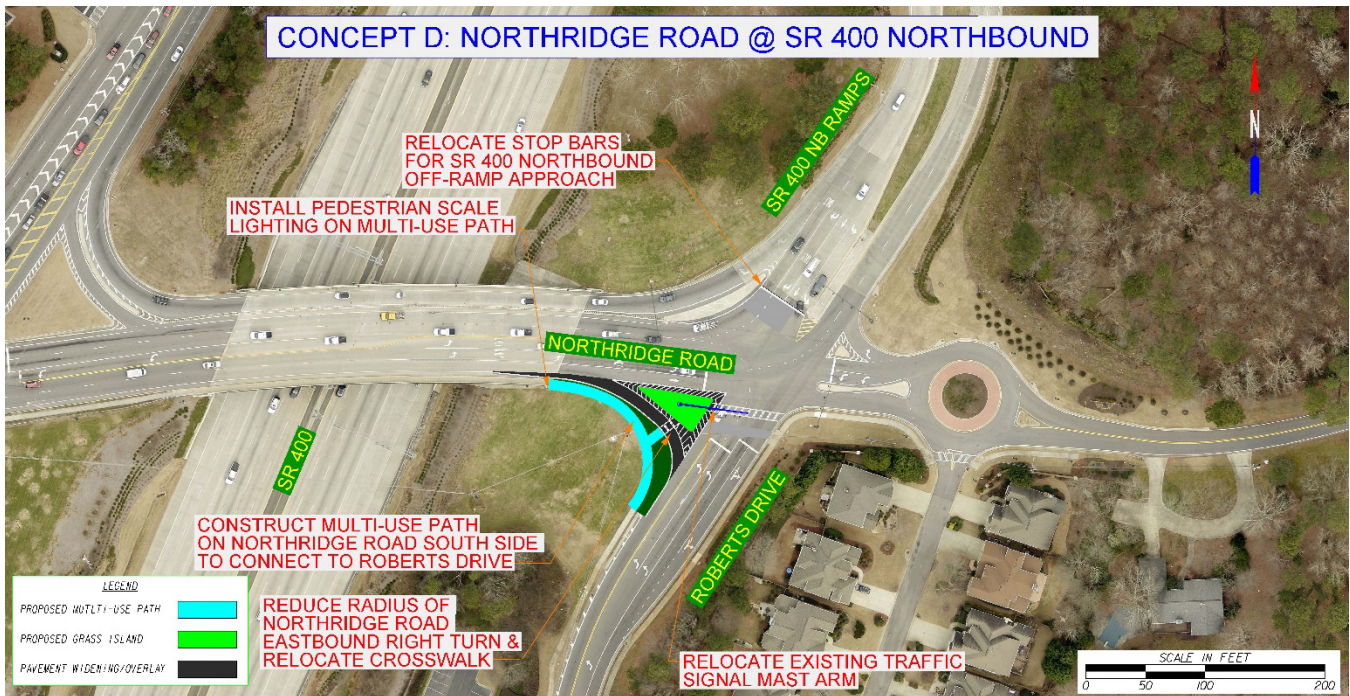 CONCEPT D: NORTHRIDGE ROAD @ SR 400 NORTHBOUND
SR 400 NB RAMPS
N
RELOCATE STOP BARS
FOR SR 400 NORTHBOUND
OFF-RAMP APPROACH
INSTALL PEDESTRIAN SCALE
LIGHTING ON MULTI-USE PATH
NORTHRIDGE ROAD
SR 400
ROBERTS DRIVE
CONSTRUCT MULTI-USE PATH
ON NORTHRIDGE ROAD SOUTH SIDE
TO CONNECT TO ROBERTS DRIVE
REDUCE RADIUS OF
NORTHRIDGE ROAD
EASTBOUND RIGHT TURN &
RELOCATE CROSSWALK
RELOCATE EXISTING TRAFFIC
SIGNAL MAST ARM
LEGEND
PROPOSED MUTLTI-USE PATH
PROPOSED GRASS ISLAND
PAVEMENT WIDENING/OVERLAY
SCALE IN FEET
0 50 100 200